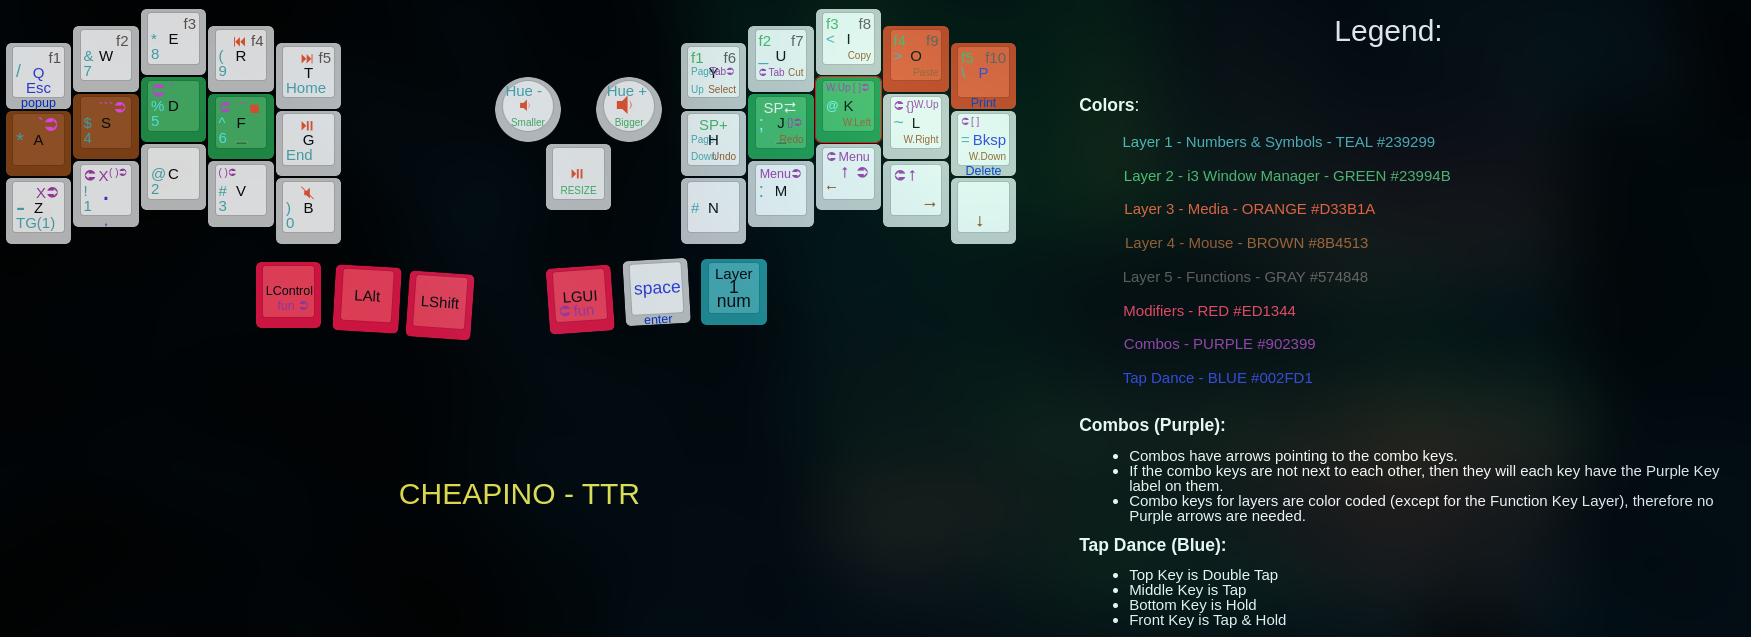 f1
/ Q
Esc
popup
f2
& W
7
f3
* E
8
f4
( R
9
f5
T
Home
* ` A
$ ``` S
4
% D
5
^ F
6 _
G
End
X
- Z
TG(1)
X ( )
! .
1
.
@ C
2
( )
# V
3
) B
0
Hue -
Smaller
Hue +
Bigger
RESIZE
f1 f6
Page Y Tab
Up Select
f2 f7
_ U
Tab Cut
f3 f8
< I
Copy
f4 f9
> O
Paste
f5 f10
\ P
Print
SP+
H
Page
Down Undo
SP⇄
; J {}
Redo
W.Up [ ]
@ K
W.Left
{} W.Up
~ L
W.Right
[ ]
= Bksp
W.Down
Delete
# N
Menu
: M
Menu
↑
←
↑
→
↓
LControl
fun
LAlt
LShift
LGUI
fun
space
enter
Layer
1
num
CHEAPINO - TTR
Legend:
Colors:
Layer 1 - Numbers & Symbols - TEAL #239299
Layer 2 - i3 Window Manager - GREEN #23994B
Layer 3 - Media - ORANGE #D33B1A
Layer 4 - Mouse - BROWN #8B4513
Layer 5 - Functions - GRAY #574848
Modifiers - RED #ED1344
Combos - PURPLE #902399
Tap Dance - BLUE #002FD1
Combos (Purple):
• Combos have arrows pointing to the combo keys.
• If the combo keys are not next to each other, then they will each key have the Purple Key
label on them.
• Combo keys for layers are color coded (except for the Function Key Layer), therefore no
Purple arrows are needed.
Tap Dance (Blue):
• Top Key is Double Tap
• Middle Key is Tap
• Bottom Key is Hold
• Front Key is Tap & Hold